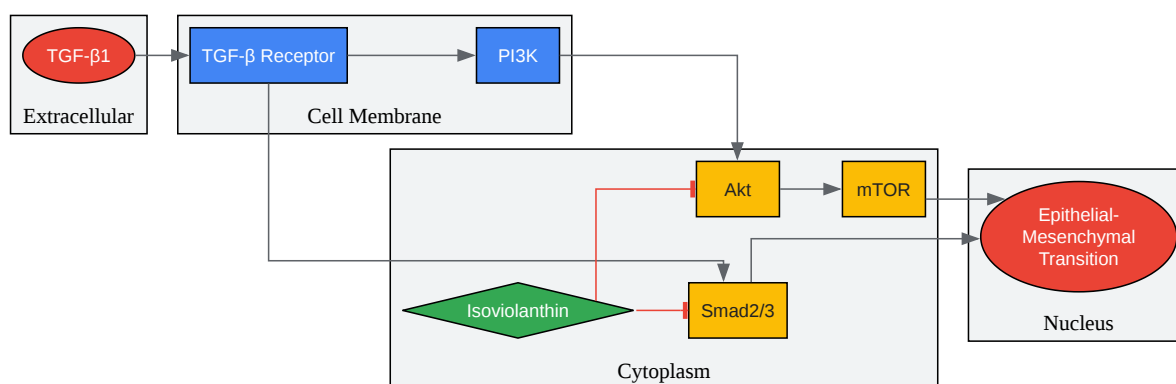 TGF-β1
Extracellular
TGF-β Receptor
PI3K
Cell Membrane
Akt
mTOR
Isoviolanthin
Smad2/3
Cytoplasm
Epithelial-
Mesenchymal
Transition
Nucleus